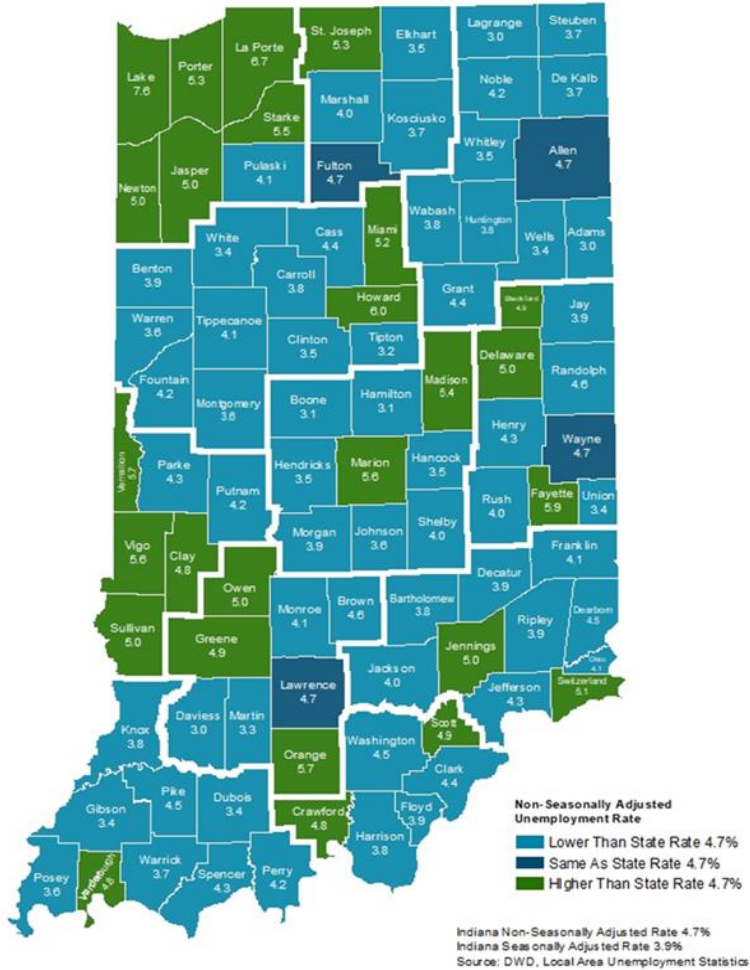 St. Joseph
5.3
Elkhart
3.5
Lagrange
3.0
Steuben
3.7
Lake
7.6
Porter
5.3
La Porte
6.7
Noble
4.2
De Kalb
3.7
Marshall
4.0
Kosciusko
3.7
Starke
5.5
Whitley
3.5
Allen
4.7
Newton
5.0
Jasper
5.0
Pulaski
4.1
Fulton
4.7
Wabash
3.8
Huntington
3.8
Wells
3.4
Adams
3.0
White
3.4
Cass
4.4
Miami
5.2
Benton
3.9
Carroll
3.8
Grant
4.4
Howard
6.0
Blackford
4.9
Jay
3.9
Warren
3.6
Tippecanoe
4.1
Clinton
3.5
Tipton
3.2
Madison
5.4
Delaware
5.0
Randolph
4.6
Fountain
4.2
Montgomery
3.6
Boone
3.1
Hamilton
3.1
Henry
4.3
Wayne
4.7
Vermillion
5.7
Parke
4.3
Putnam
4.2
Hendricks
3.5
Marion
5.6
Hancock
3.5
Rush
4.0
Fayette
5.9
Union
3.4
Vigo
5.6
Clay
4.8
Morgan
3.9
Johnson
3.6
Shelby
4.0
Franklin
4.1
Owen
5.0
Monroe
4.1
Brown
4.6
Bartholomew
3.8
Decatur
3.9
Ripley
3.9
Dearborn
4.5
Sullivan
5.0
Greene
4.9
Jennings
5.0
Ohio
4.1
Switzerland
5.1
Lawrence
4.7
Jackson
4.0
Jefferson
4.3
Knox
3.8
Daviess
3.0
Martin
3.3
Orange
5.7
Washington
4.5
Scott
4.9
Clark
4.4
Gibson
3.4
Pike
4.5
Dubois
3.4
Crawford
4.8
Floyd
3.9
Harrison
3.8
Posey
3.6
Vanderburgh
4.8
Warrick
3.7
Spencer
4.3
Perry
4.2
Non-Seasonally Adjusted
Unemployment Rate
Lower Than State Rate 4.7%
Same As State Rate 4.7%
Higher Than State Rate 4.7%
Indiana Non-Seasonally Adjusted Rate 4.7%
Indiana Seasonally Adjusted Rate 3.9%
Source: DWD, Local Area Unemployment Statistics